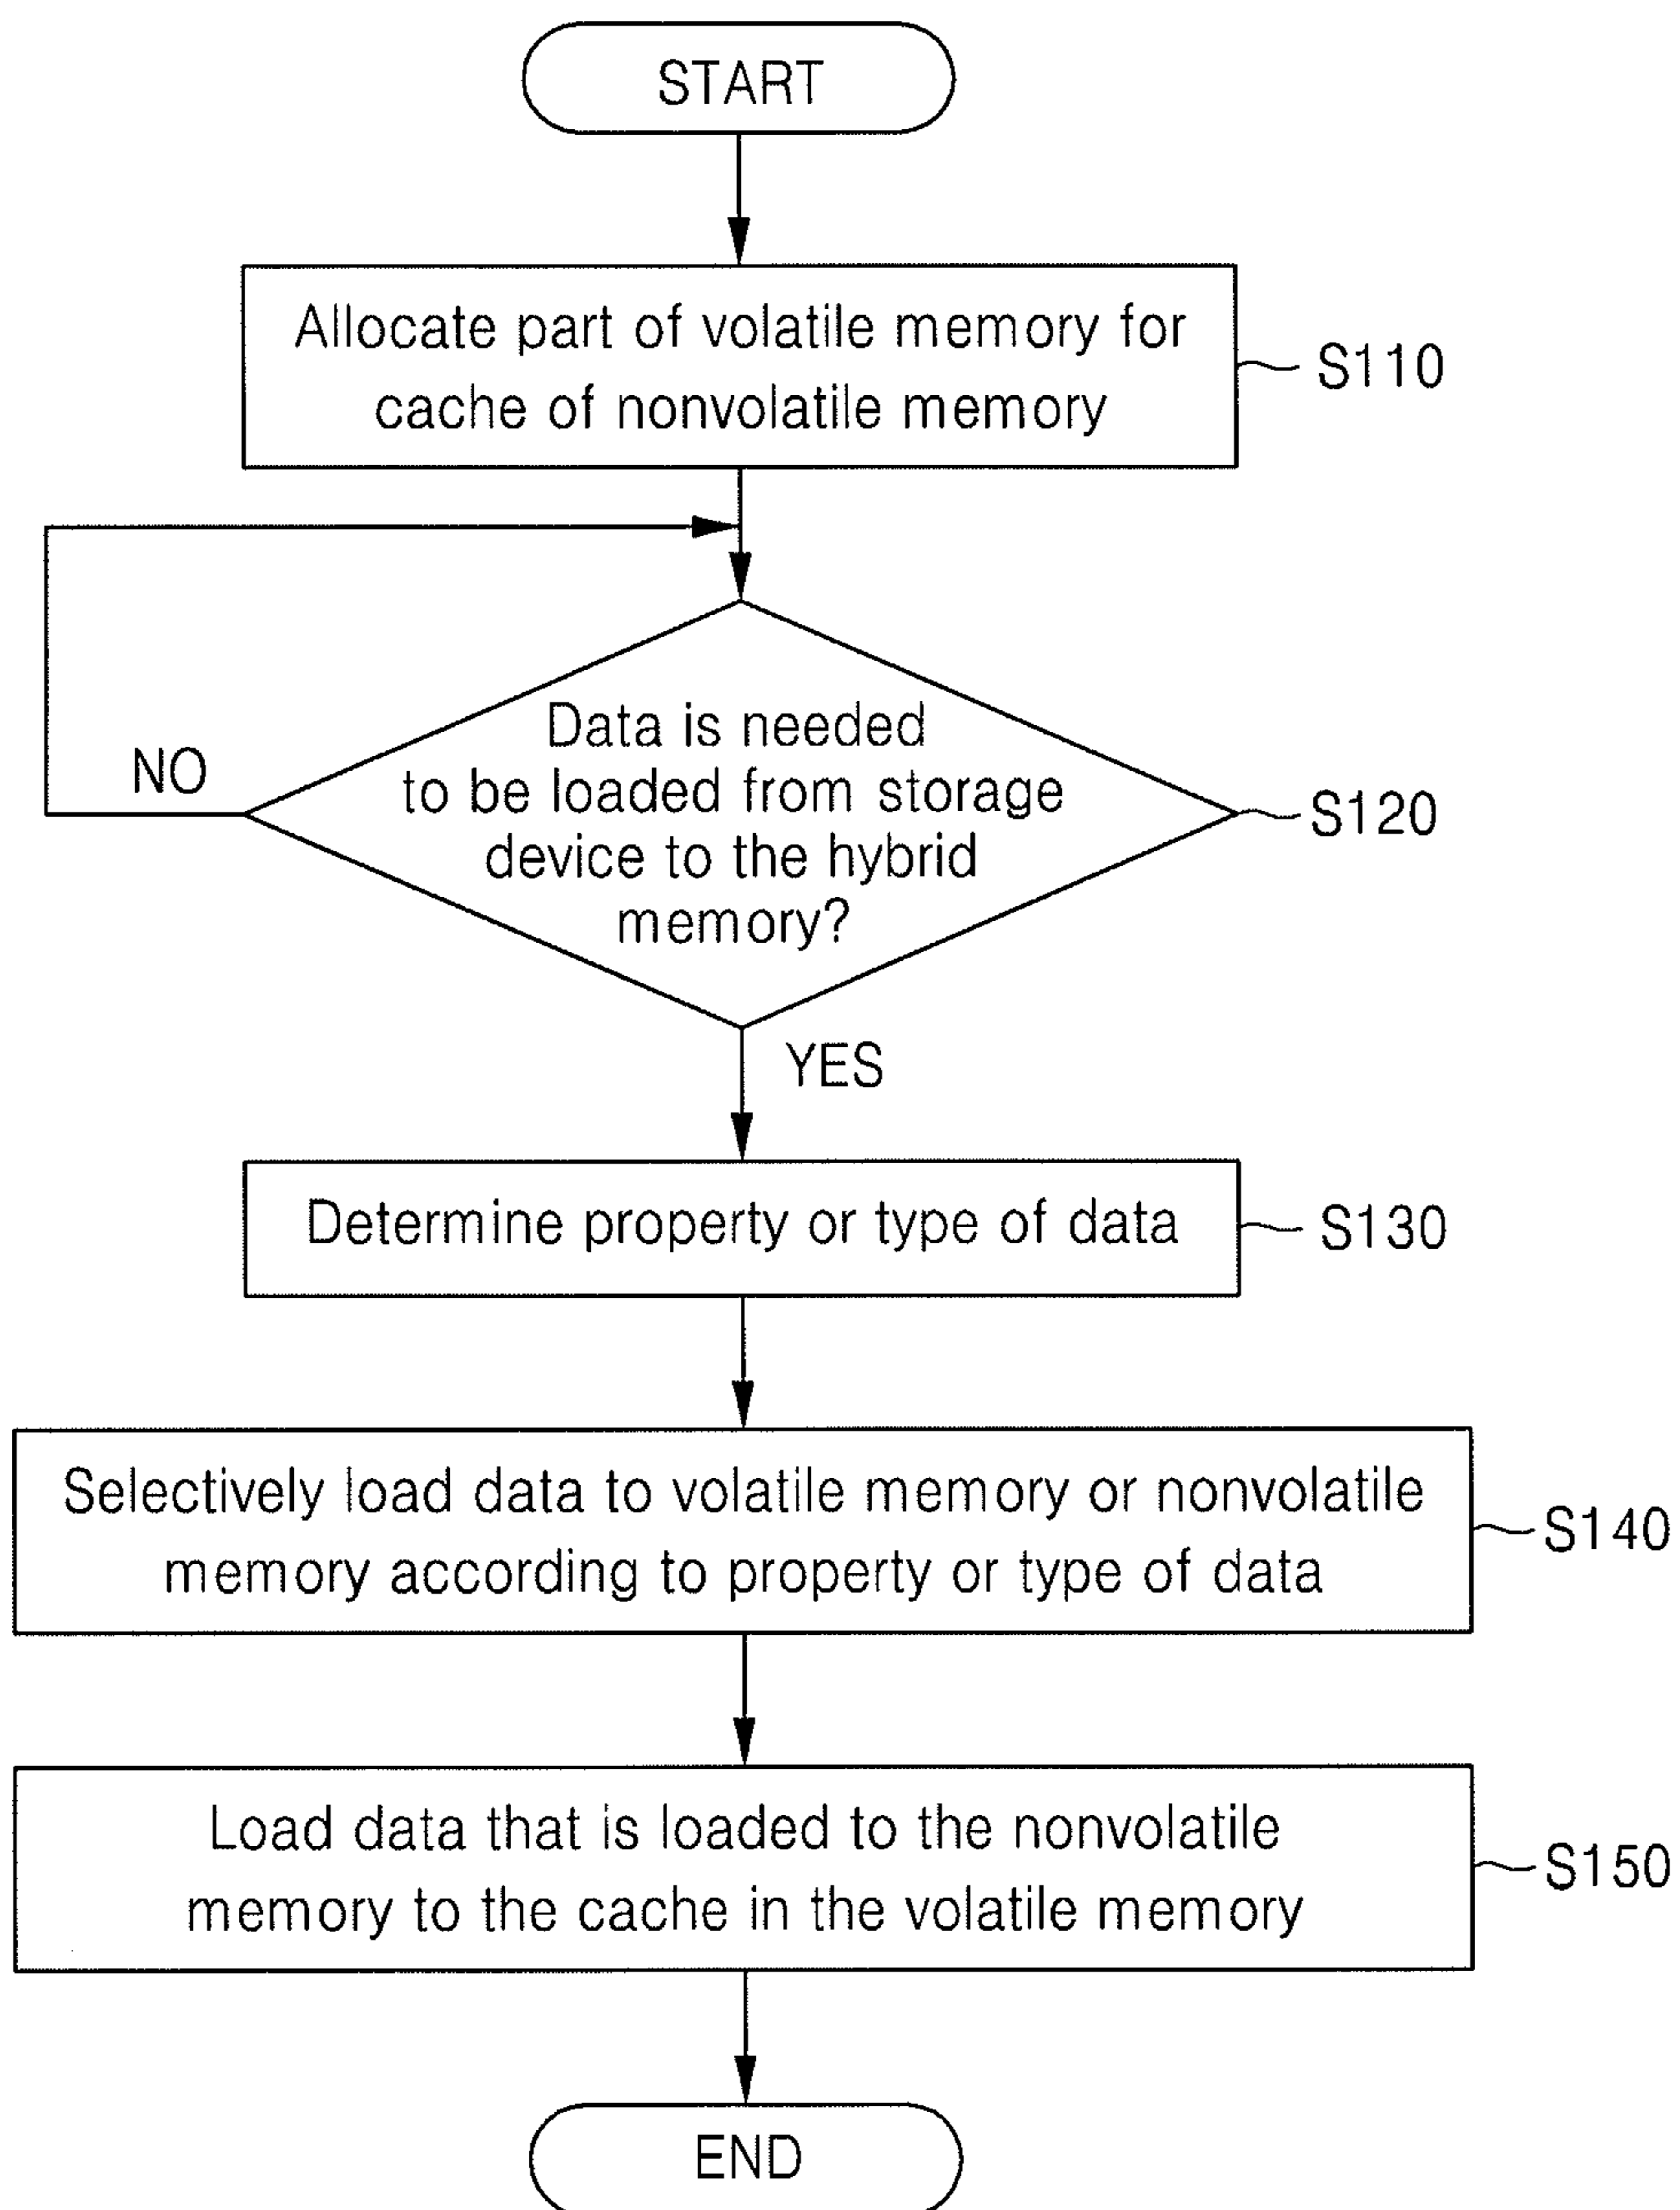 START
Allocate part of volatile memory for
cache of nonvolatile memory
S110
Data is needed
to be loaded from storage
device to the hybrid
memory?
NO
S120
YES
Determine property or type of data
S130
Selectively load data to volatile memory or nonvolatile
memory according to property or type of data
S140
Load data that is loaded to the nonvolatile
memory to the cache in the volatile memory
S150
END